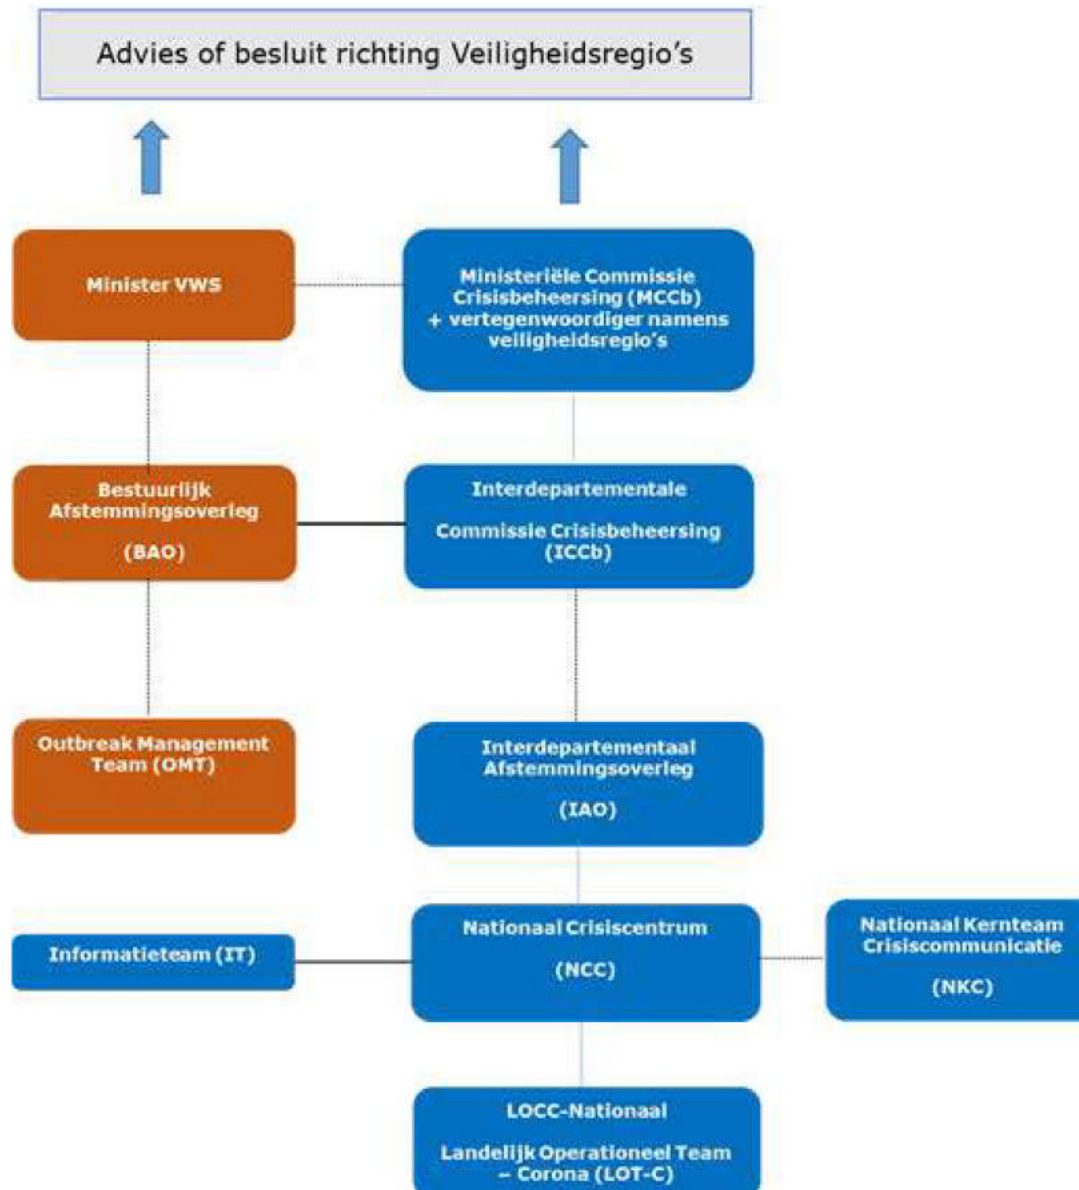 Advies of besluit richting Veiligheidsregio's
Minister VWS
Ministeriële Commissie
Crisisbeheersing (MCCb)
+ vertegenwoordiger namens
veiligheidsregio's
Bestuurlijk
Afstemmingsoverleg
(BAO)
Interdepartementale
Commissie Crisisbeheersing
(ICCb)
Outbreak Management
Team (OMT)
Interdepartementaal
Afstemmingsoverleg
(IAO)
Informatieteam (IT)
Nationaal Crisiscentrum
(NCC)
Nationaal Kernteam
Crisiscommunicatie
(NKC)
LOCC-Nationaal
Landelijk Operationeel Team
– Corona (LOT-C)